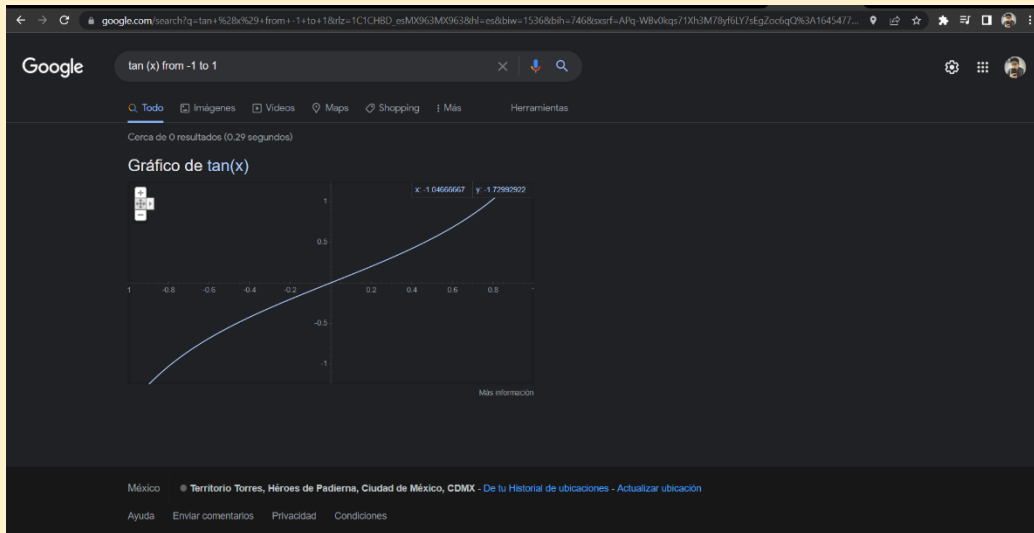 google.com/search?q=tan+%28x%29+from+-1+to+1&rlz=1C1CHBD_esMX963MX963&hl=es&biw=1536&bih=746&sxsrf=APq-WBv0kqs71Xh3M78yf6LY7sEgZoc6qQ%3A1645477...
Google
tan (x) from -1 to 1
Todo Imágenes Videos Maps Shopping Más Herramientas
Cerca de 0 resultados (0.29 segundos)
Gráfico de tan(x)
x: -1.04666667 y: -1.72992922
1
0.5
1 -0.8 -0.6 -0.4 -0.2 0.2 0.4 0.6 0.8
-0.5
-1
Más información
México Territorio Torres, Héroes de Padierna, Ciudad de México, CDMX - De tu Historial de ubicaciones - Actualizar ubicación
Ayuda Enviar comentarios Privacidad Condiciones